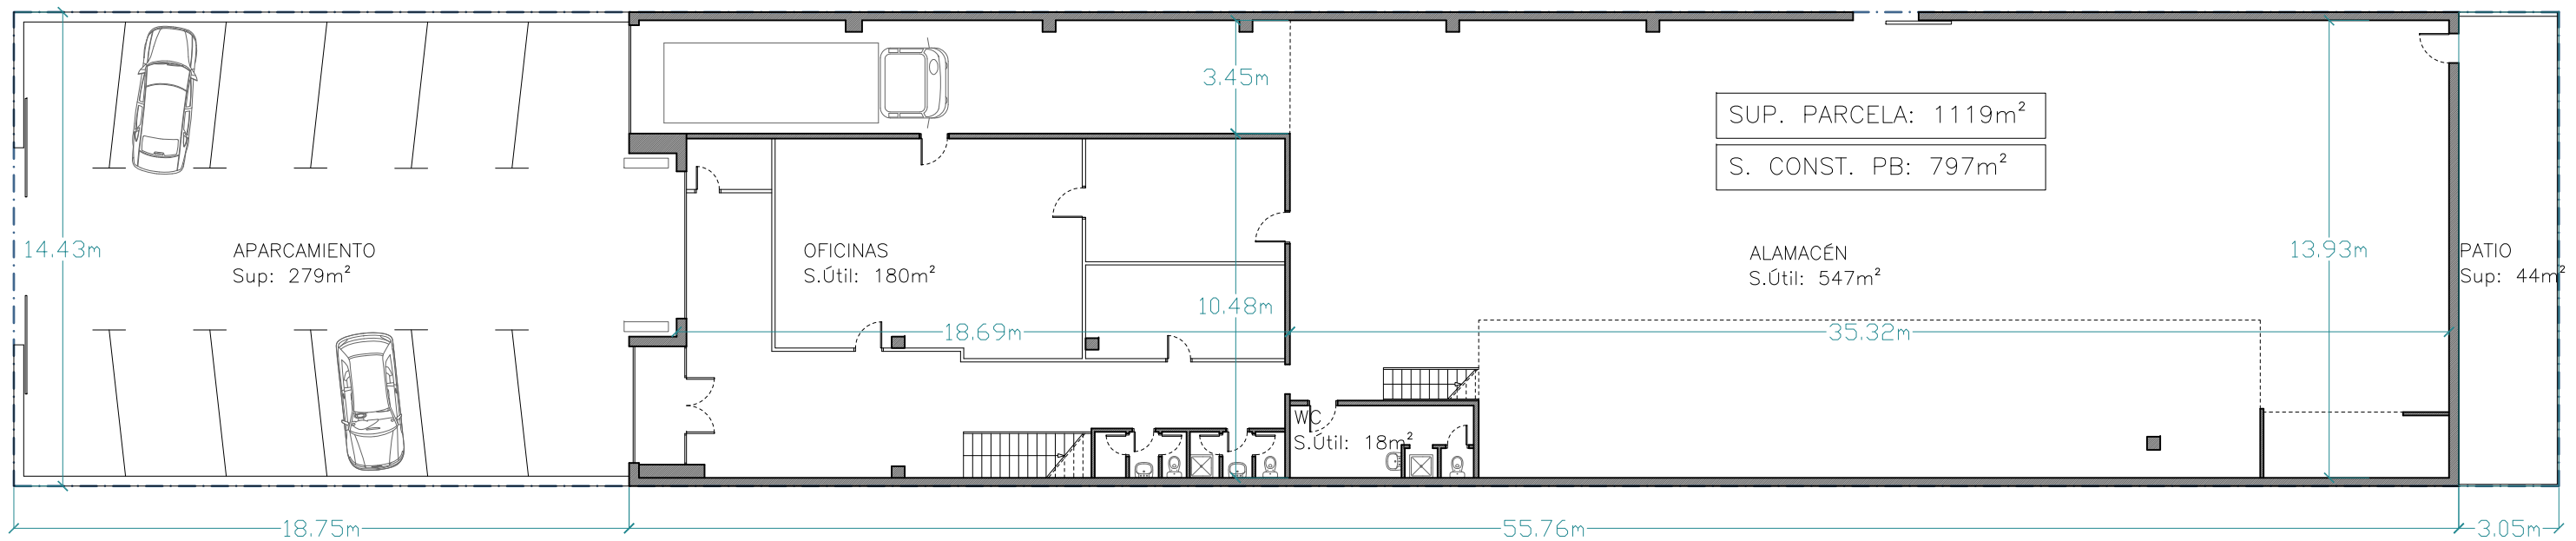 3.45m
SUP. PARCELA: 1119m²
S. CONST. PB: 797m²
14.43m
APARCAMIENTO
Sup: 279m²
OFICINAS
S.Útil: 180m²
ALAMACÉN
S.Útil: 547m²
13.93m
PATIO
Sup: 44m²
10.48m
18.69m
35.32m
WC
S.Útil: 18m²
18.75m
55.76m
3.05m